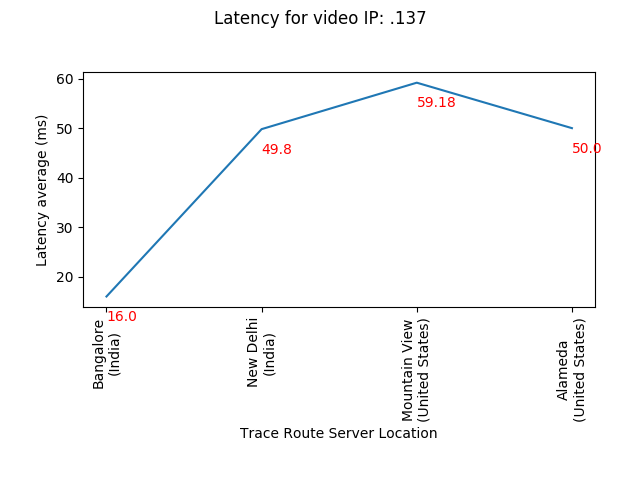 Latency for video IP: .137
Latency average (ms)
60
50
40
30
20
16.0
49.8
59.18
50.0
Bangalore
(India)
New Delhi
(India)
Mountain View
(United States)
Alameda
(United States)
Trace Route Server Location